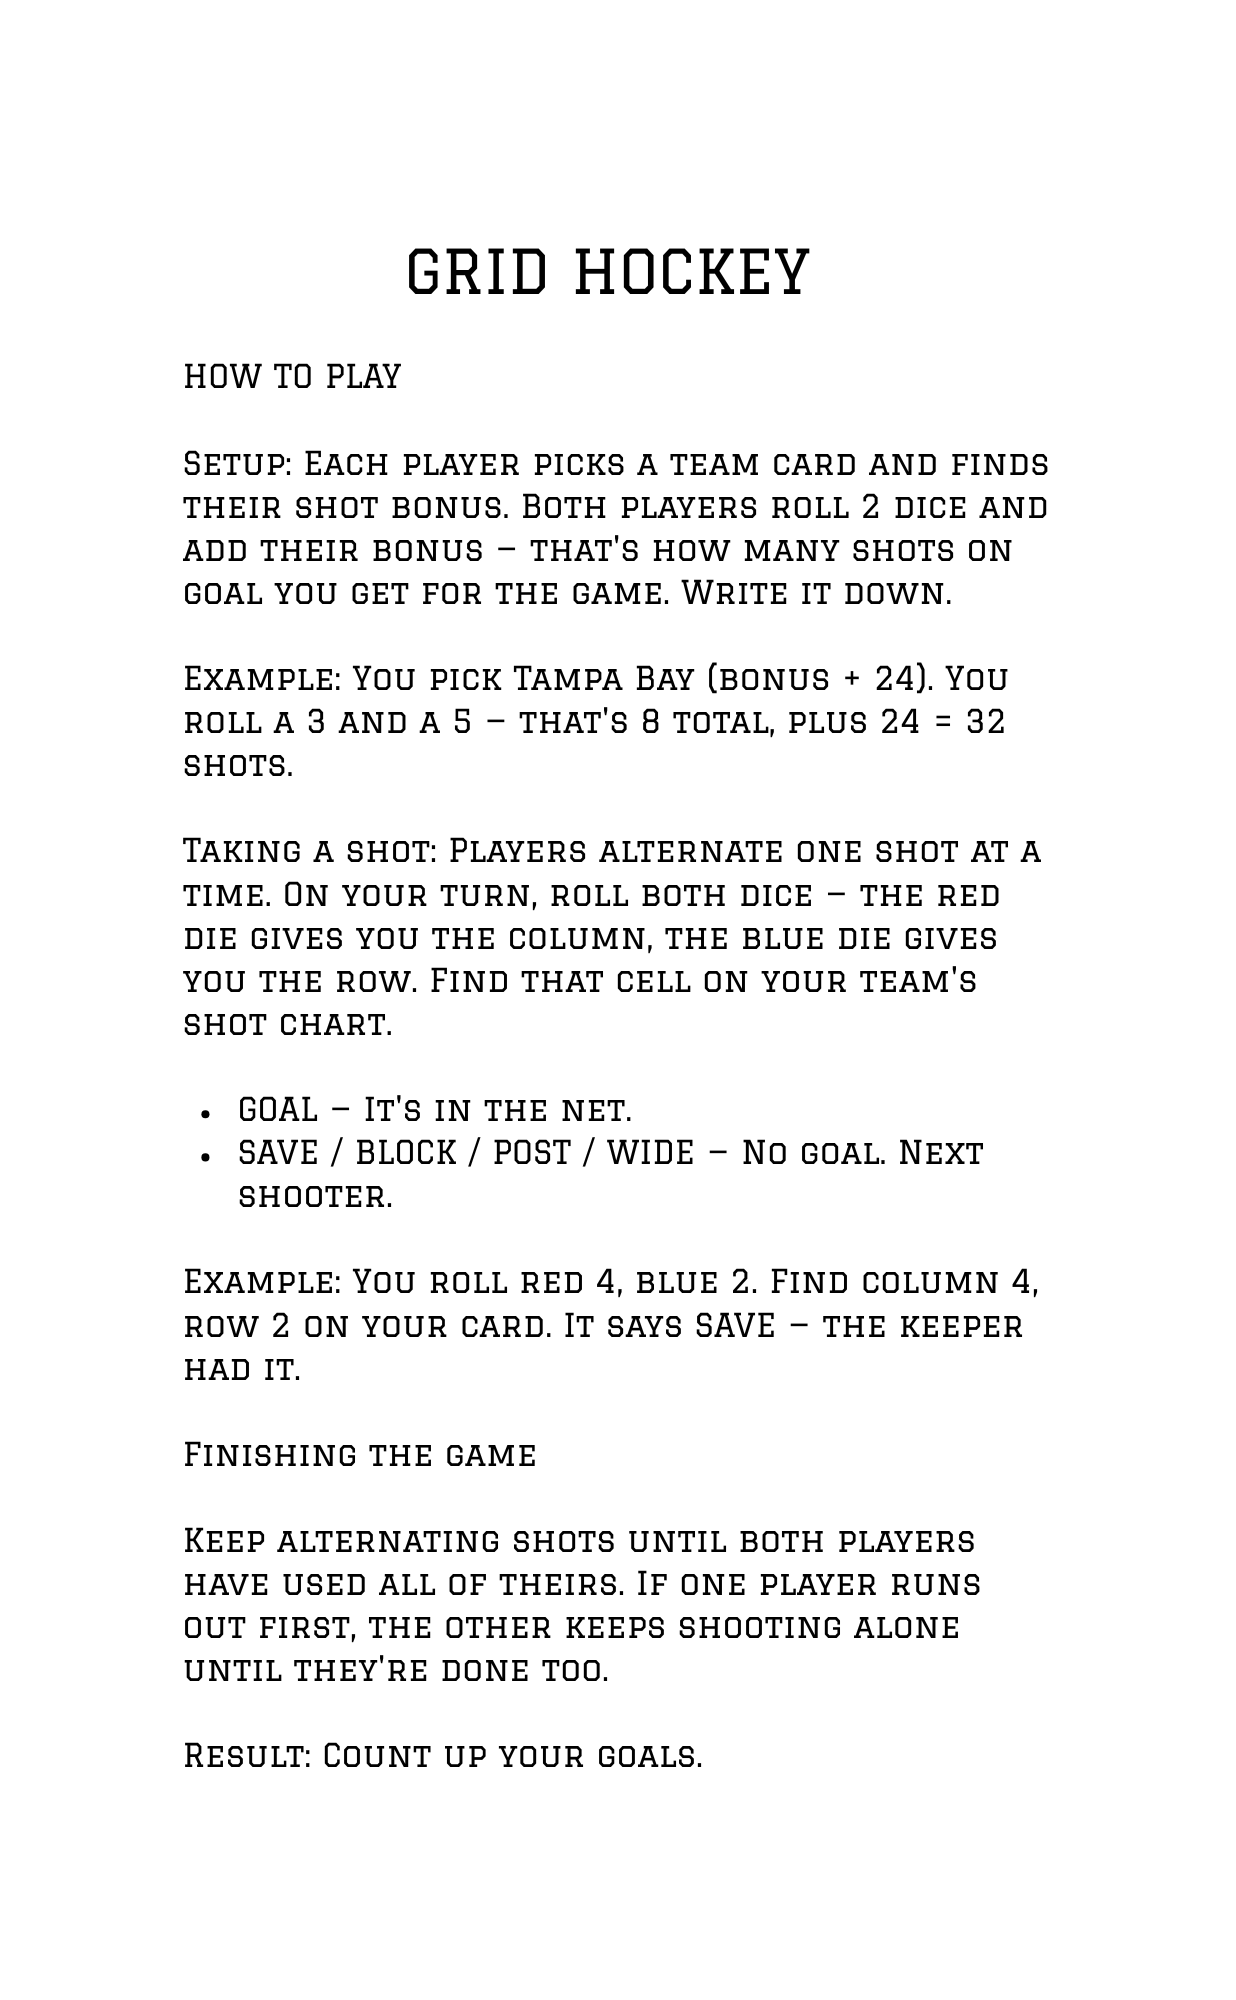 GRID HOCKEY
HOW TO PLAY
Setup: Each player picks a team card and finds
their shot bonus. Both players roll 2 dice and
add their bonus – that's how many shots on
goal you get for the game. Write it down.
Example: You pick Tampa Bay (bonus + 24). You
roll a 3 and a 5 – that's 8 total, plus 24 = 32
shots.
Taking a shot: Players alternate one shot at a
time. On your turn, roll both dice – the red
die gives you the column, the blue die gives
you the row. Find that cell on your team's
shot chart.
• GOAL – It's in the net.
• SAVE / BLOCK / POST / WIDE – No goal. Next
shooter.
Example: You roll red 4, blue 2. Find column 4,
row 2 on your card. It says SAVE – the keeper
had it.
Finishing the game
Keep alternating shots until both players
have used all of theirs. If one player runs
out first, the other keeps shooting alone
until they're done too.
Result: Count up your goals.